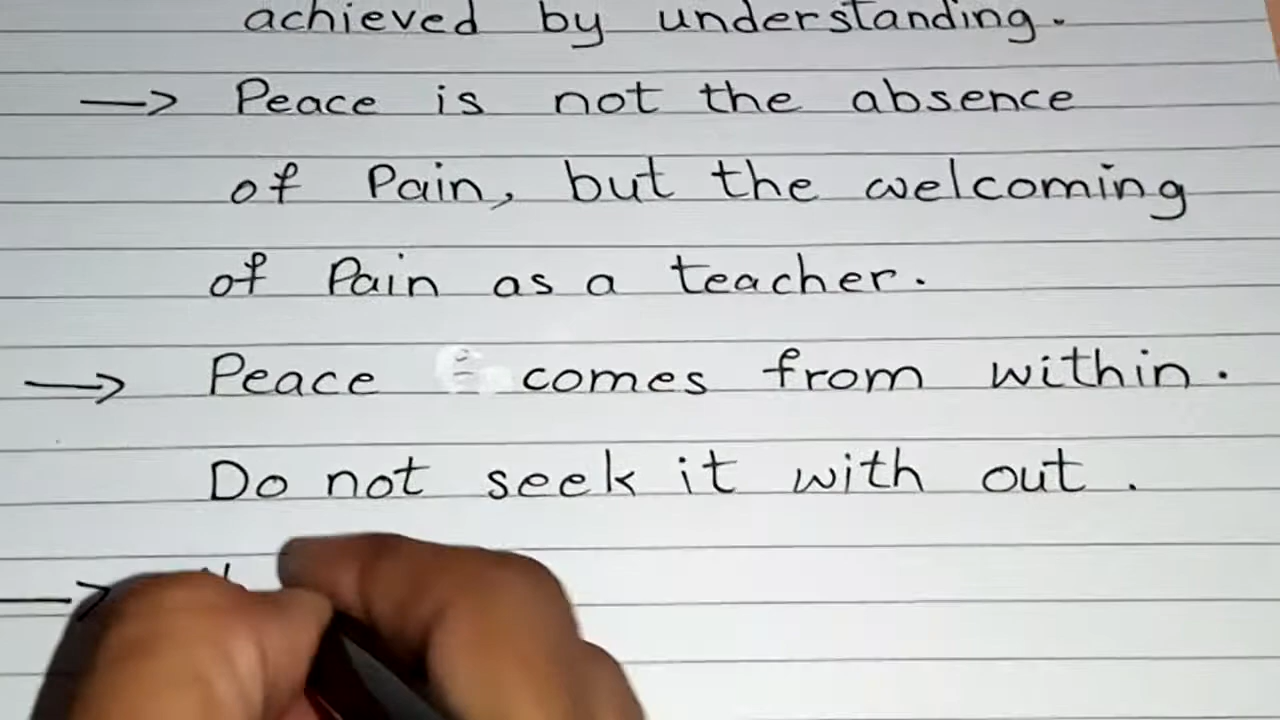 achieved by understanding.
→ Peace is not the absence
of Pain, but the welcoming
of Pain as a teacher.
→ Peace comes from within.
Do not seek it with out.
→